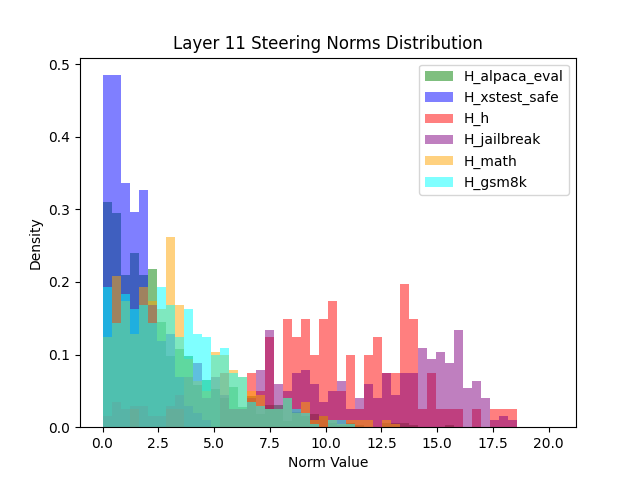 Layer 11 Steering Norms Distribution
0.5
0.4
0.3
0.2
0.1
0.0
Density
H_alpaca_eval
H_xstest_safe
H_h
H_jailbreak
H_math
H_gsm8k
0.0 2.5 5.0 7.5 10.0 12.5 15.0 17.5 20.0
Norm Value